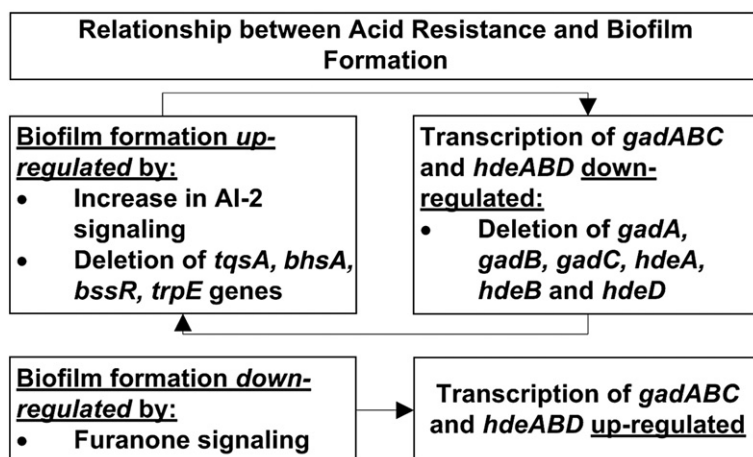 Relationship between Acid Resistance and Biofilm
Formation
Biofilm formation up-
regulated by:
• Increase in AI-2
signaling
• Deletion of tqsA, bhsA,
bssR, trpE genes
Transcription of gadABC
and hdeABD down-
regulated:
• Deletion of gadA,
gadB, gadC, hdeA,
hdeB and hdeD
Biofilm formation down-
regulated by:
• Furanone signaling
Transcription of gadABC
and hdeABD up-regulated